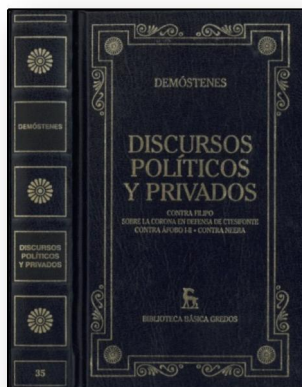 DEMÓSTENES
DISCURSOS
POLÍTICOS
Y PRIVADOS
35
DEMÓSTENES
DISCURSOS
POLÍTICOS
Y PRIVADOS
CONTRA FILIPO
SOBRE LA CORONA EN DEFENSA DE CTESIFONTE
CONTRA ÁFOBO I-II • CONTRA NEERA
BIBLIOTECA BÁSICA GREDOS